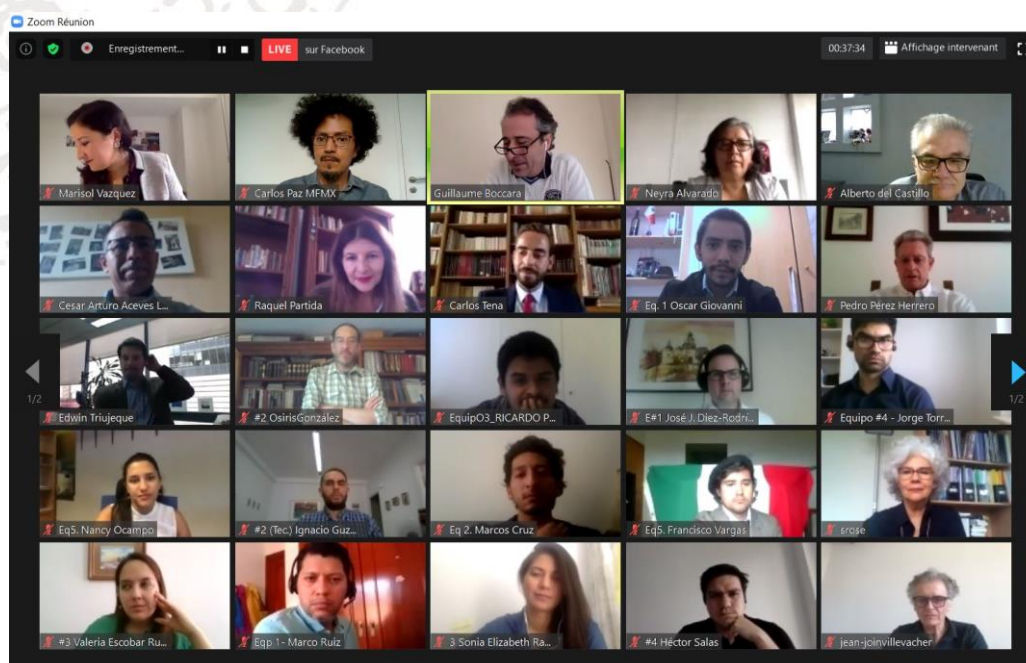 Zoom Réunion
Enregistrement...
LIVE sur Facebook
00:37:34
Affichage intervenant
Marisol Vazquez
Carlos Paz MFMX
Guillaume Boccara
Neyra Alvarado
Alberto del Castillo
Cesar Arturo Aceves L...
Raquel Partida
Carlos Tena
Eq. 1 Oscar Giovanni
Pedro Pérez Herrero
1/2
Edwin Triujeque
#2 OsirisGonzález
EquipO3_RICARDO P...
E#1 José J. Díez-Rodrí...
Equipo #4 - Jorge Torr...
1/2
Eq5. Nancy Ocampo
#2 (Tec.) Ignacio Guz...
Eq 2. Marcos Cruz
Eq5. Francisco Vargas
srose
#3 Valeria Escobar Ru...
Eqp 1- Marco Ruiz
3 Sonia Elizabeth Ra...
#4 Héctor Salas
jean-joinvillevacher